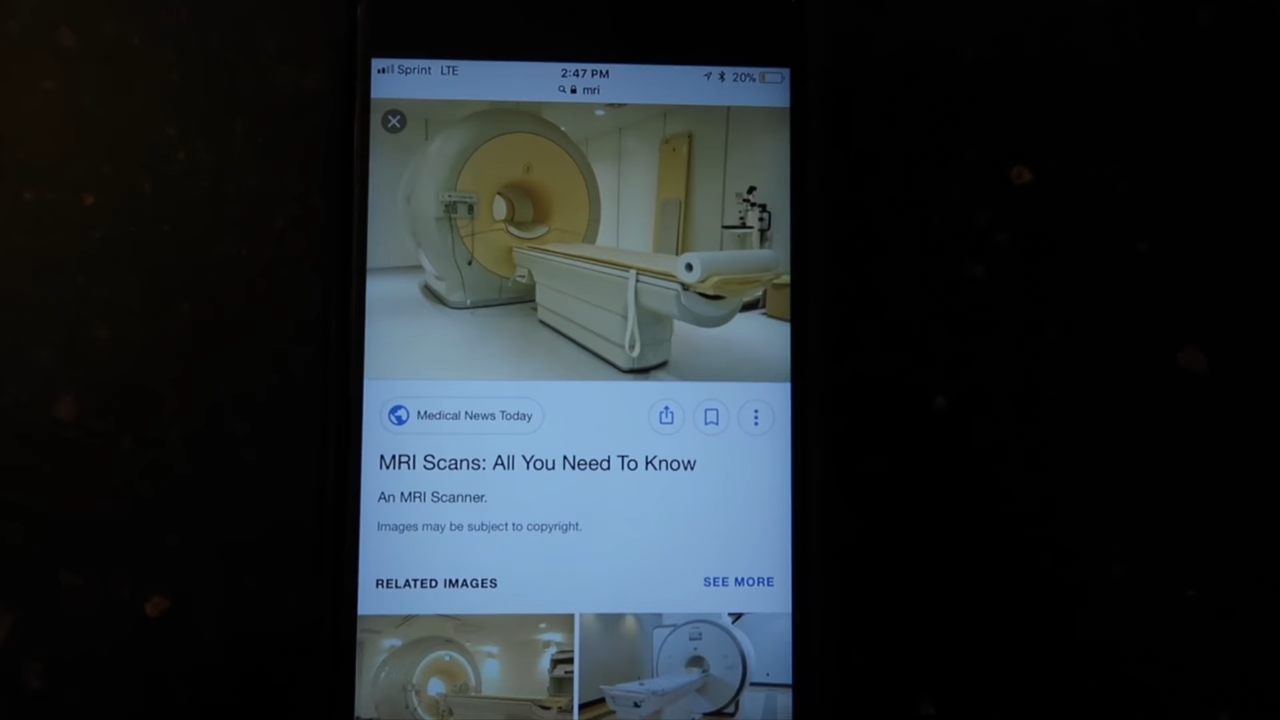 Sprint LTE 2:47 PM 20%
mri
Medical News Today
MRI Scans: All You Need To Know
An MRI Scanner.
Images may be subject to copyright.
RELATED IMAGES SEE MORE